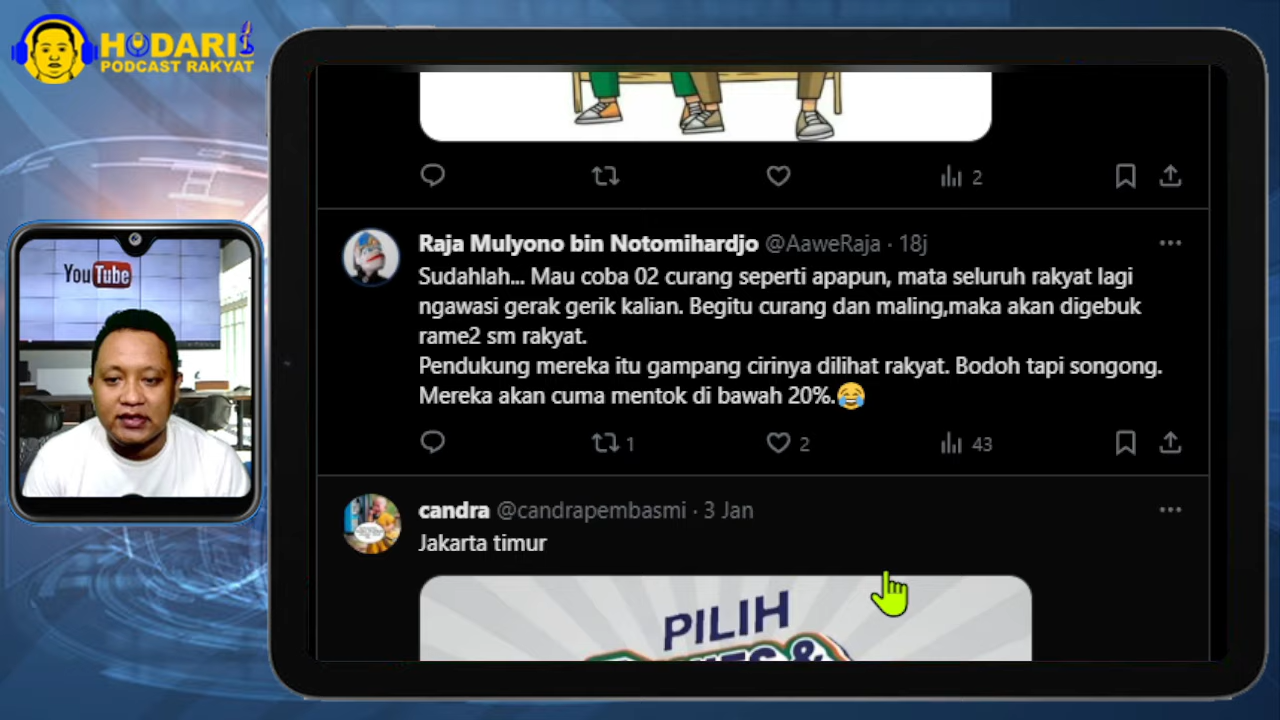 HODARI
PODCAST RAKYAT
YouTube
2
Raja Mulyono bin Notomihardjo @AaweRaja · 18j
Sudahlah... Mau coba 02 curang seperti apapun, mata seluruh rakyat lagi
ngawasi gerak gerik kalian. Begitu curang dan maling,maka akan digebuk
rame2 sm rakyat.
Pendukung mereka itu gampang cirinya dilihat rakyat. Bodoh tapi songong.
Mereka akan cuma mentok di bawah 20%.😂
1 2 43
candra @candrapembasmi · 3 Jan
Jakarta timur
PILIH
&